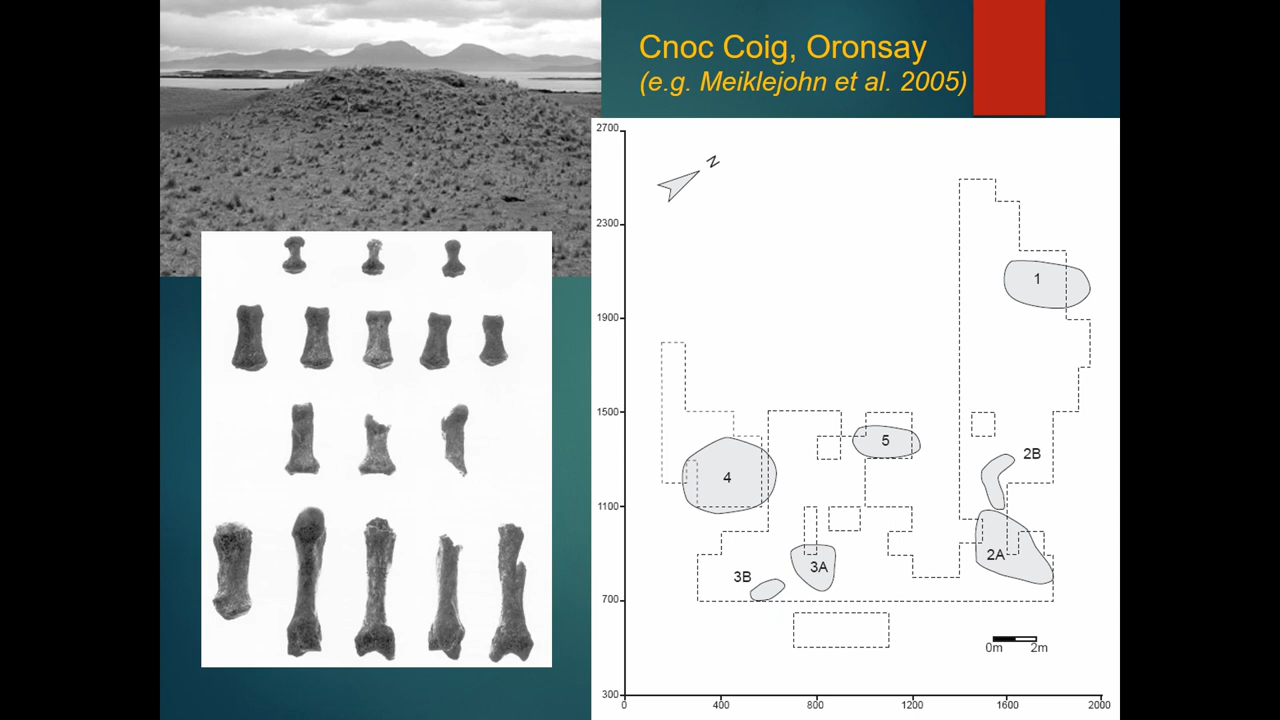 Cnoc Coig, Oronsay
(e.g. Meiklejohn et al. 2005)
2700
N
2300
1
1900
1500
5
2B
4
1100
2A
3A
3B
700
0m 2m
300
0 400 800 1200 1600 2000